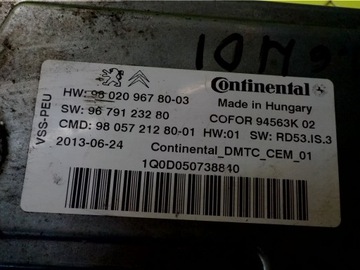 IOMO
Continental
HW: 98 020 967 80-03
Made in Hungary
SW: 96 791 232 80
COFOR 94563K 02
CMD: 98 057 212 80-01 HW:01 SW: RD53.IS.3
2013-06-24 Continental_DMTC_CEM_01
1Q0D050738840
VSS-PEU